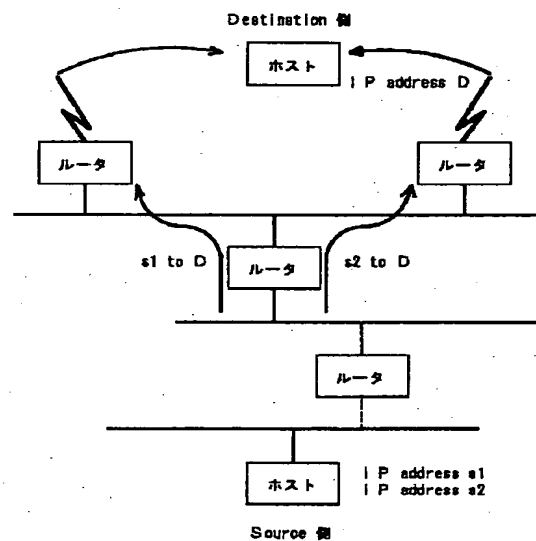 Destination 側
ホスト
IP address D
ルータ
ルータ
s1 to D
ルータ
s2 to D
ルータ
ホスト
IP address s1
IP address s2
Source 側